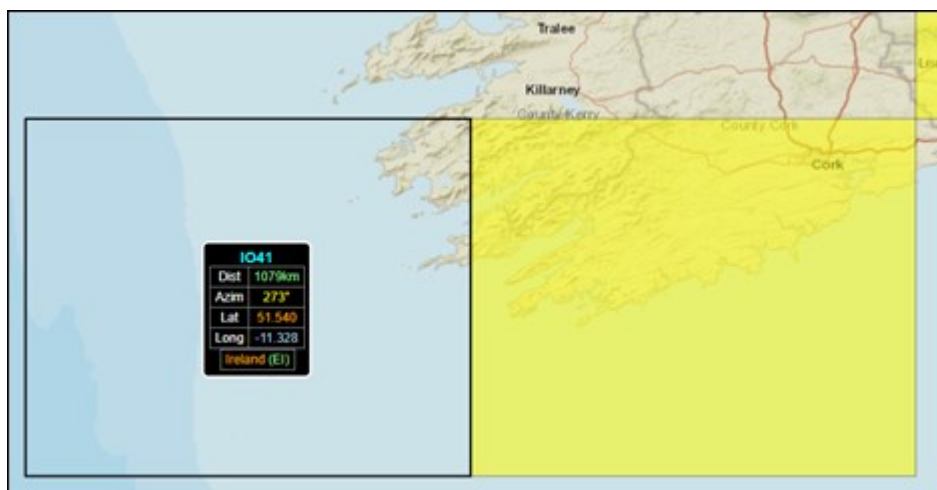 Tralee
Killarney
County Kerry
County Cork
Cork
IO41
Dist 1079km
Azim 273°
Lat 51.540
Long -11.328
Ireland (EI)